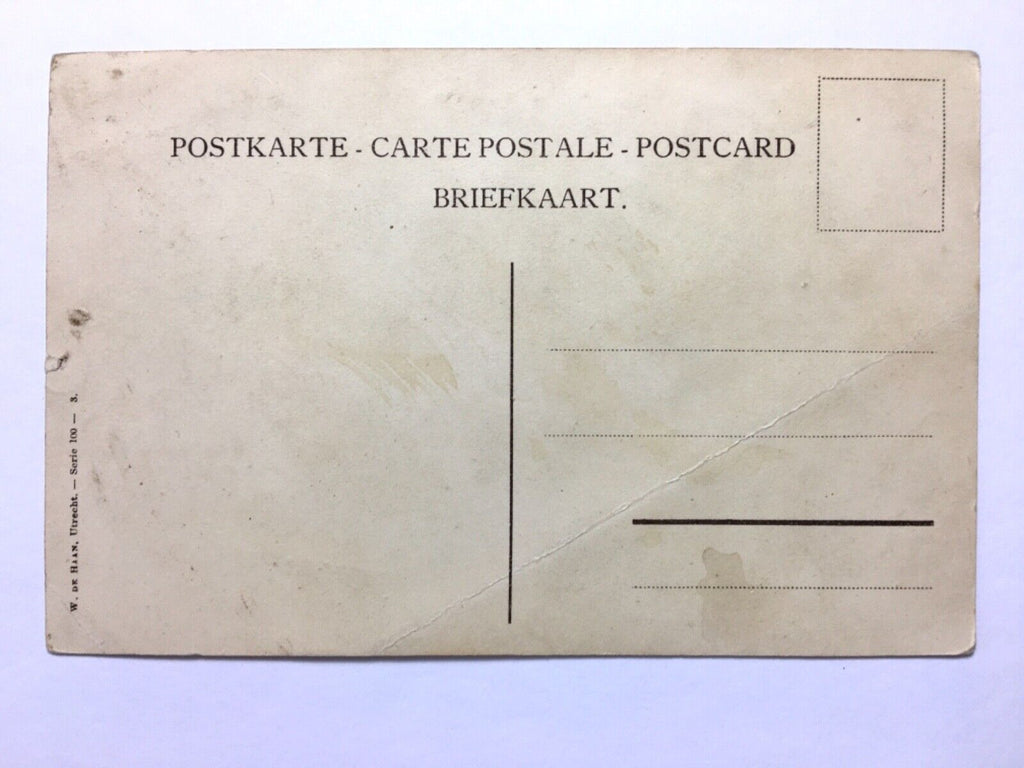 POSTKARTE - CARTE POSTALE - POSTCARD
BRIEFKAART.
W. DE HAAN, Utrecht. — Serie 100 — 3.